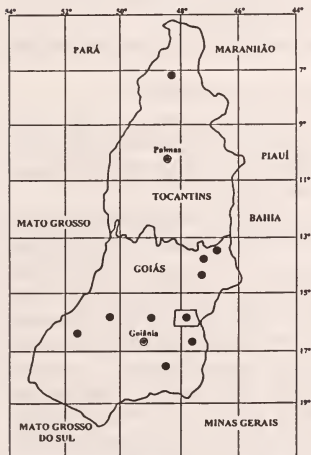 54° 52° 50° 48° 46° 44°
PARÁ MARANHÃO
7°
9°
Palmas
PIAUÍ
11°
TOCANTINS
MATO GROSSO BAHIA
13°
GOIÁS
15°
Goiânia
17°
19°
MATO GROSSO
DO SUL
MINAS GERAIS